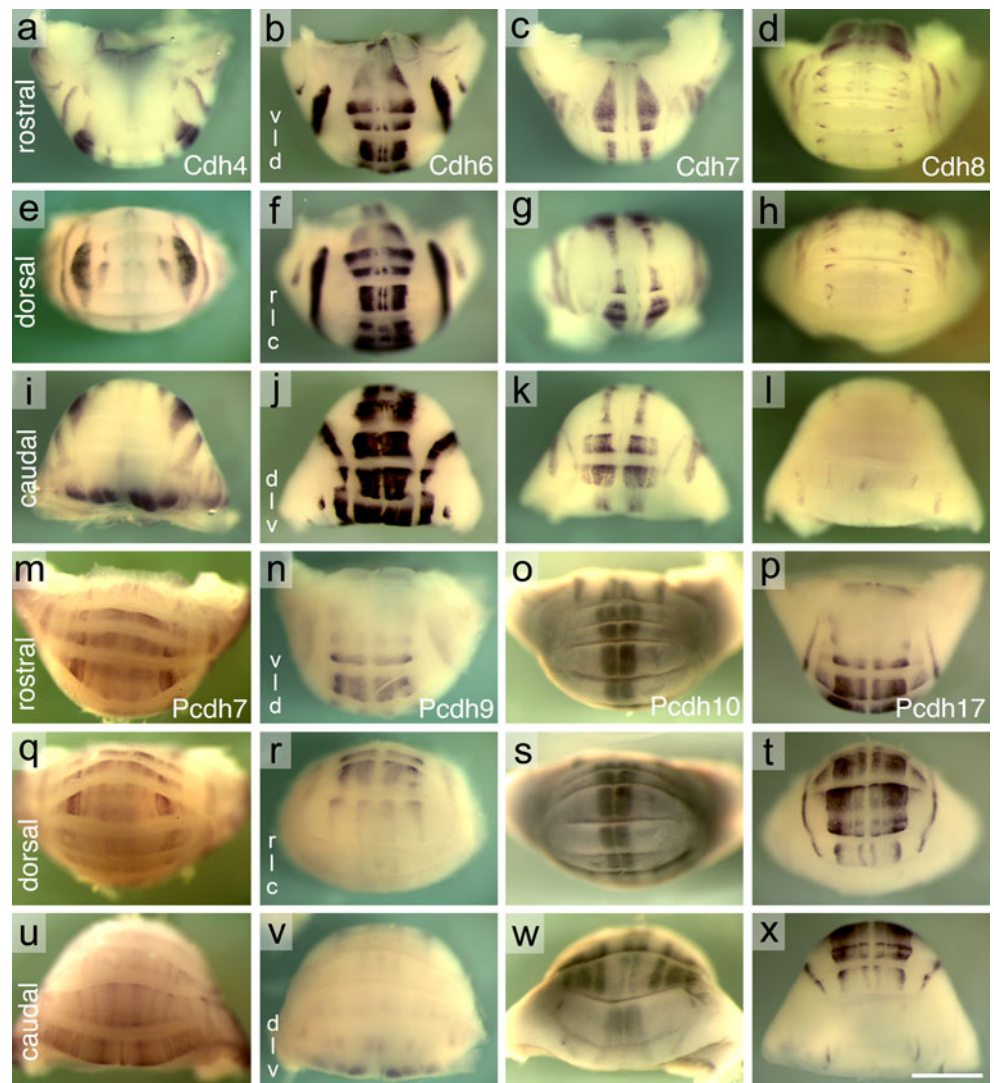 a b c d
rostral
v
d
Cdh4 Cdh6 Cdh7 Cdh8
e f g h
dorsal
r
c
i j k l
caudal
d
v
m n o p
rostral
v
d
Pcdh7 Pcdh9 Pcdh10 Pcdh17
q r s t
dorsal
r
c
u v w x
caudal
d
v